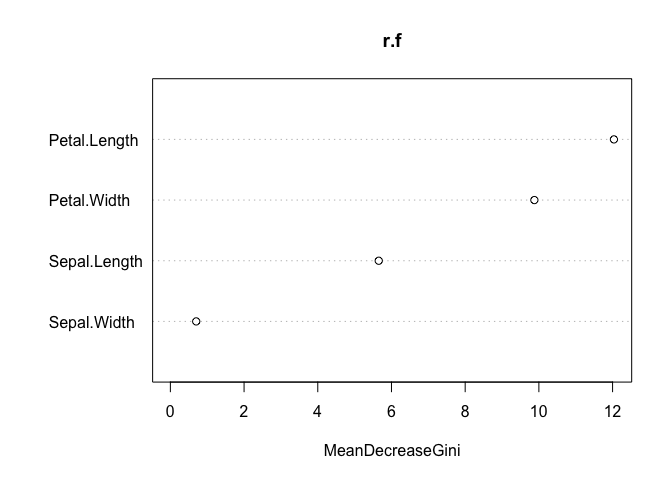 r.f
Petal.Length
Petal.Width
Sepal.Length
Sepal.Width
0 2 4 6 8 10 12
MeanDecreaseGini